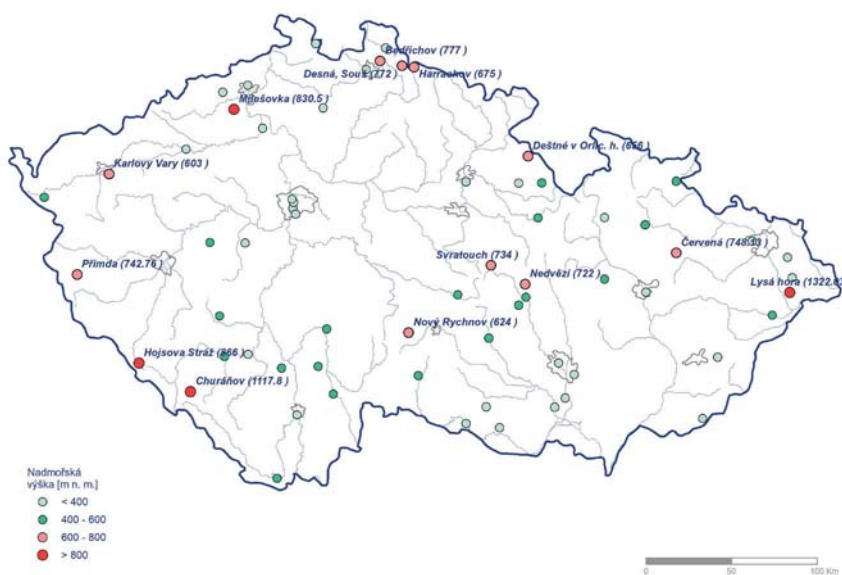 Bedřichov (777)
Desná, Souš (772)
Harrachov (675)
Milešovka (830.5 )
Deštné v Orlic. h. (656
Karlovy Vary (603 )
Svratouch (734)
Červená (748.33 )
Přimda (742.76)
Nedvězí (722 )
Lysá hora (1322.63
Nový Rychnov (624 )
Hojsova Stráž (866 )
Churáňov (1117.8 )
Nadmořská
výška [m n. m.]
< 400
400 - 600
600 - 800
> 800
0 50 100 Km